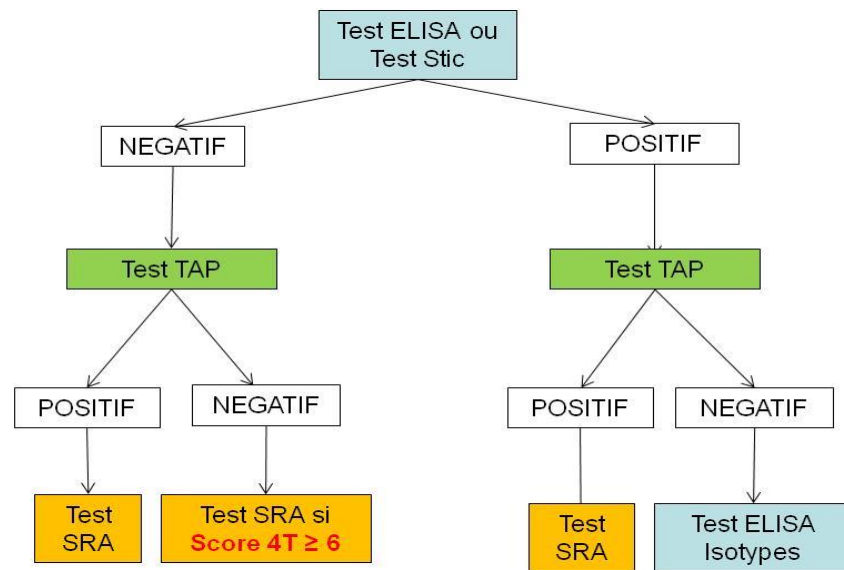 Test ELISA ou
Test Stic
NEGATIF
POSITIF
Test TAP
Test TAP
POSITIF
NEGATIF
POSITIF
NEGATIF
Test
SRA
Test SRA si
Score 4T ≥ 6
Test
SRA
Test ELISA
Isotypes